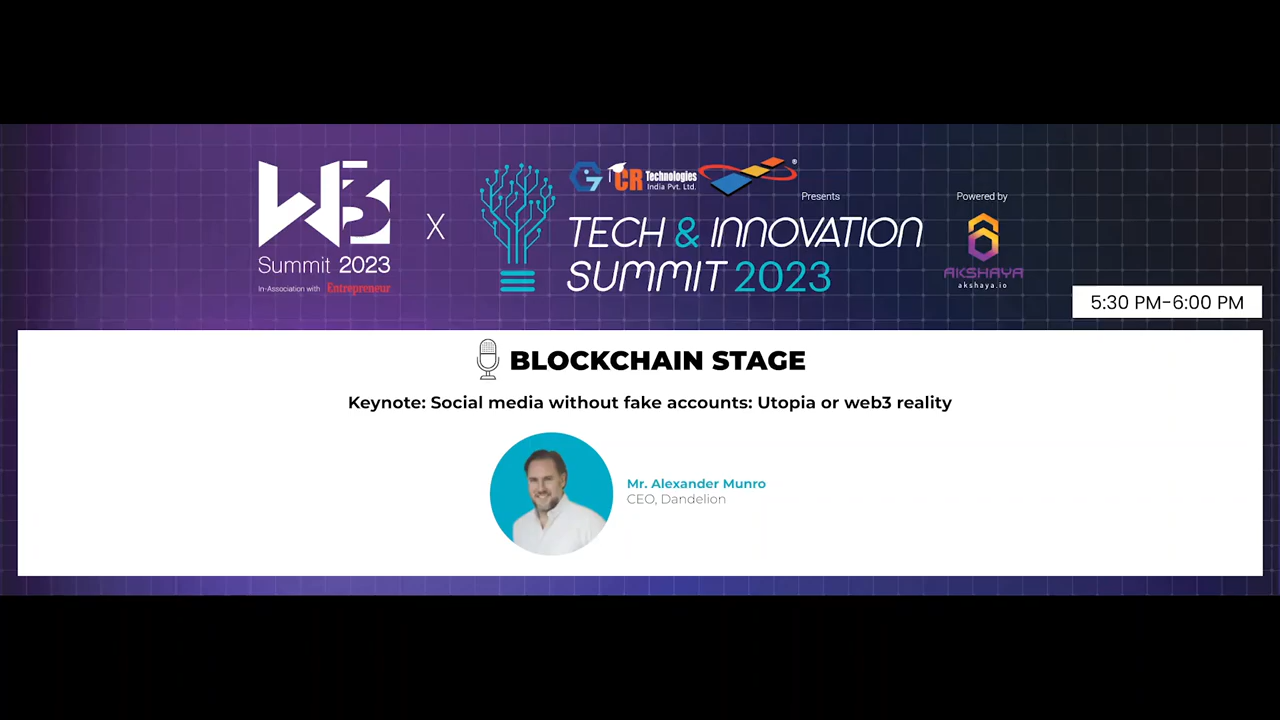 W3
Summit 2023
In-Association with Entrepreneur
X
G7
CR Technologies
India Pvt. Ltd.
®
Presents
TECH & INNOVATION
SUMMIT 2023
Powered by
AKSHAYA
akshaya.io
5:30 PM-6:00 PM
BLOCKCHAIN STAGE
Keynote: Social media without fake accounts: Utopia or web3 reality
Mr. Alexander Munro
CEO, Dandelion